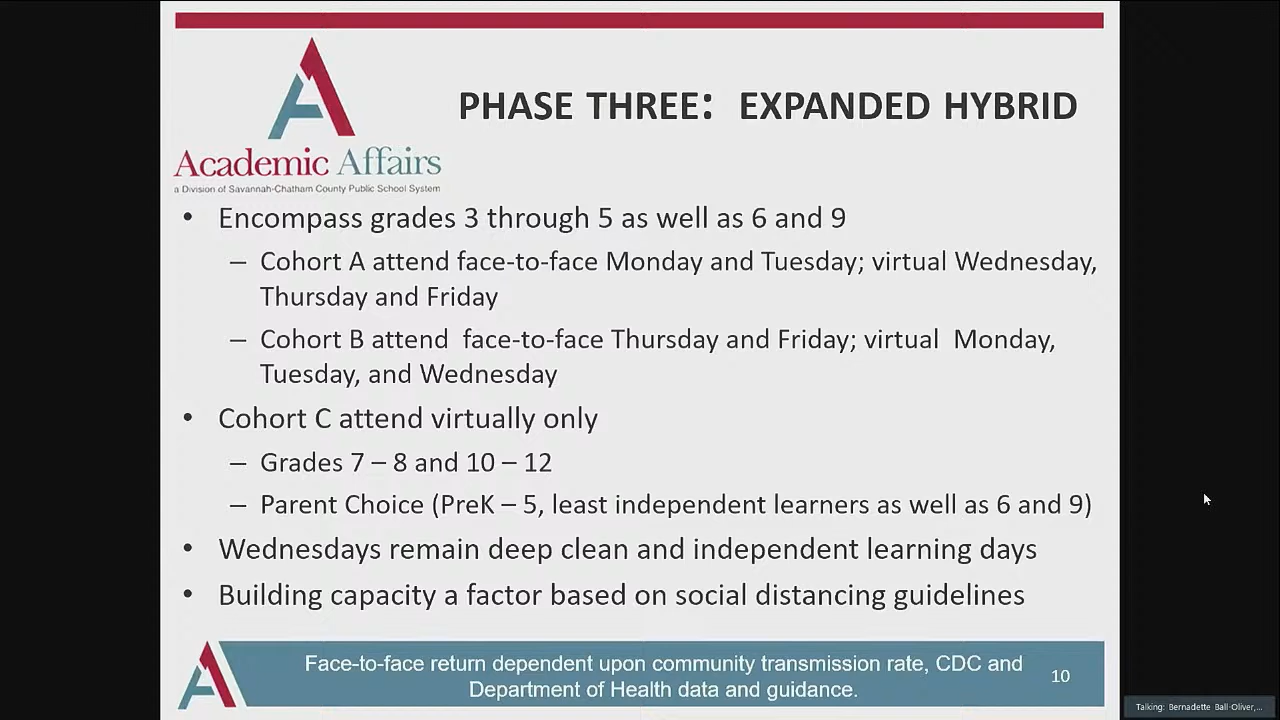 PHASE THREE: EXPANDED HYBRID
Academic Affairs
a Division of Savannah-Chatham County Public School System
• Encompass grades 3 through 5 as well as 6 and 9
– Cohort A attend face-to-face Monday and Tuesday; virtual Wednesday,
Thursday and Friday
– Cohort B attend face-to-face Thursday and Friday; virtual Monday,
Tuesday, and Wednesday
• Cohort C attend virtually only
– Grades 7 – 8 and 10 – 12
– Parent Choice (PreK – 5, least independent learners as well as 6 and 9)
• Wednesdays remain deep clean and independent learning days
• Building capacity a factor based on social distancing guidelines
Face-to-face return dependent upon community transmission rate, CDC and
Department of Health data and guidance.
10
Talking: Bernadette Ball-Oliver,...